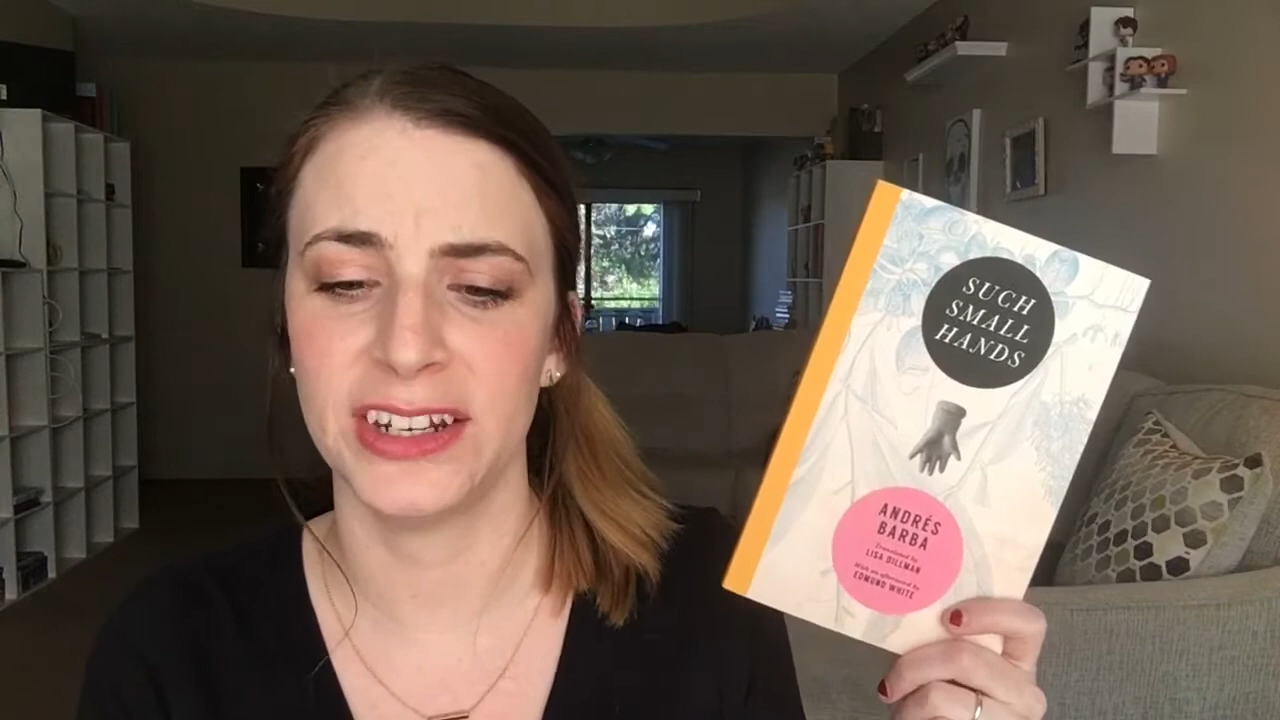 SUCH
SMALL
HANDS
ANDRÉS
BARBA
Translated by
LISA DILLMAN
With an afterword by
EDMUND WHITE